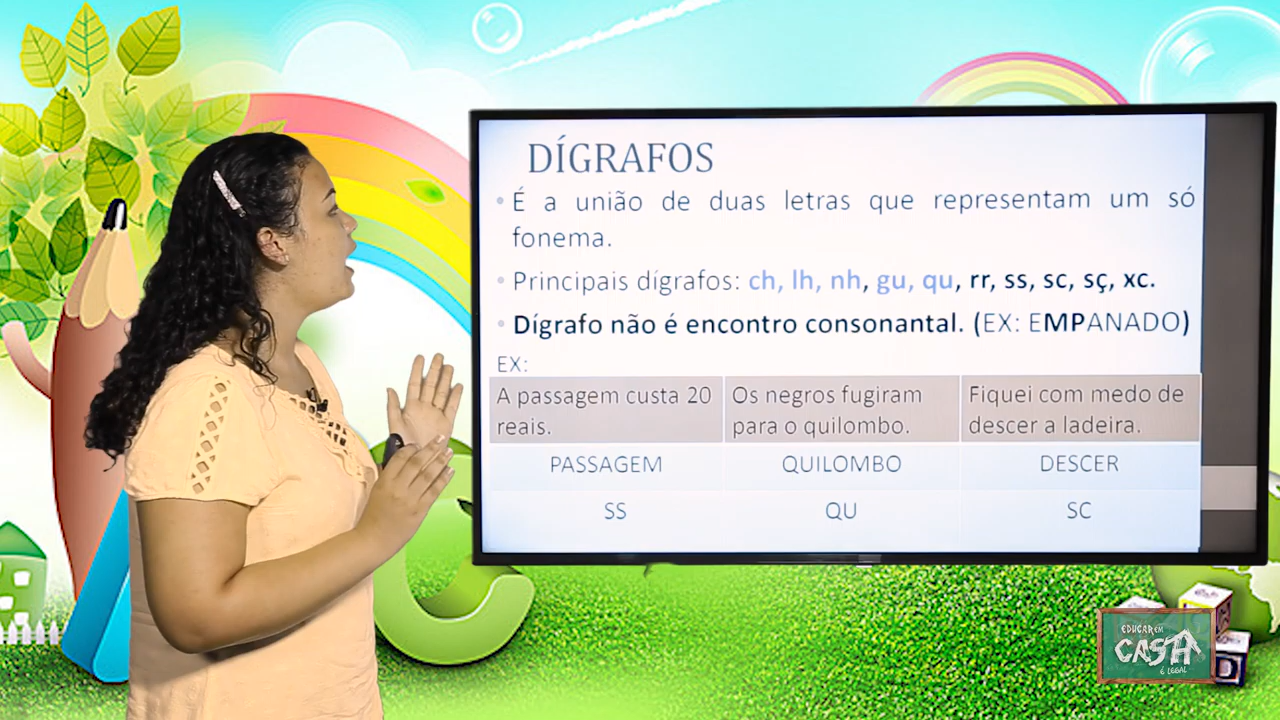 DÍGRAFOS
• É a união de duas letras que representam um só
fonema.
• Principais dígrafos: ch, lh, nh, gu, qu, rr, ss, sc, sç, xc.
• Dígrafo não é encontro consonantal. (EX: EMPANADO)
EX:
A passagem custa 20 reais.
Os negros fugiram para o quilombo.
Fiquei com medo de descer a ladeira.
PASSAGEM QUILOMBO DESCER
SS QU SC
EDUCAR EM
CASA
É LEGAL